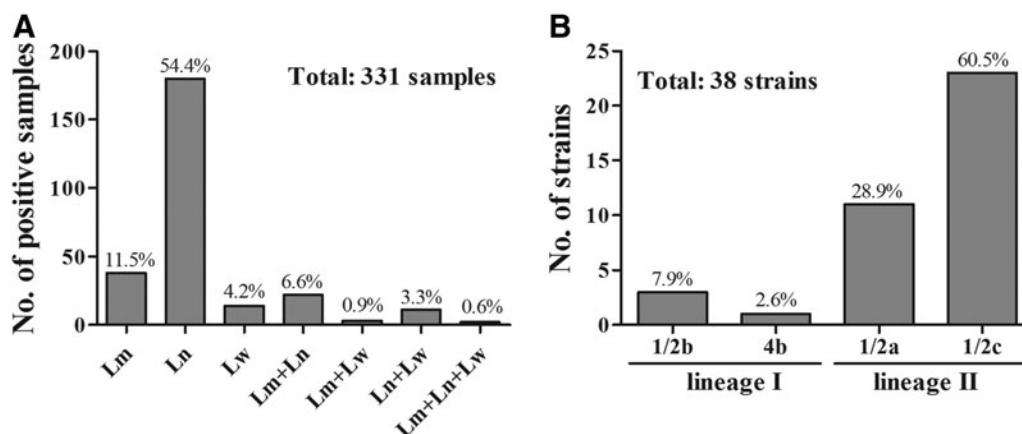 A
No. of positive samples
200
150
100
50
0
Total: 331 samples
11.5%
54.4%
4.2%
6.6%
0.9%
3.3%
0.6%
Lm
Ln
Lw
Lm+Ln
Lm+Lw
Ln+Lw
Lm+Ln+Lw
B
No. of strains
25
20
15
10
5
0
Total: 38 strains
7.9%
2.6%
28.9%
60.5%
1/2b
4b
1/2a
1/2c
lineage I
lineage II